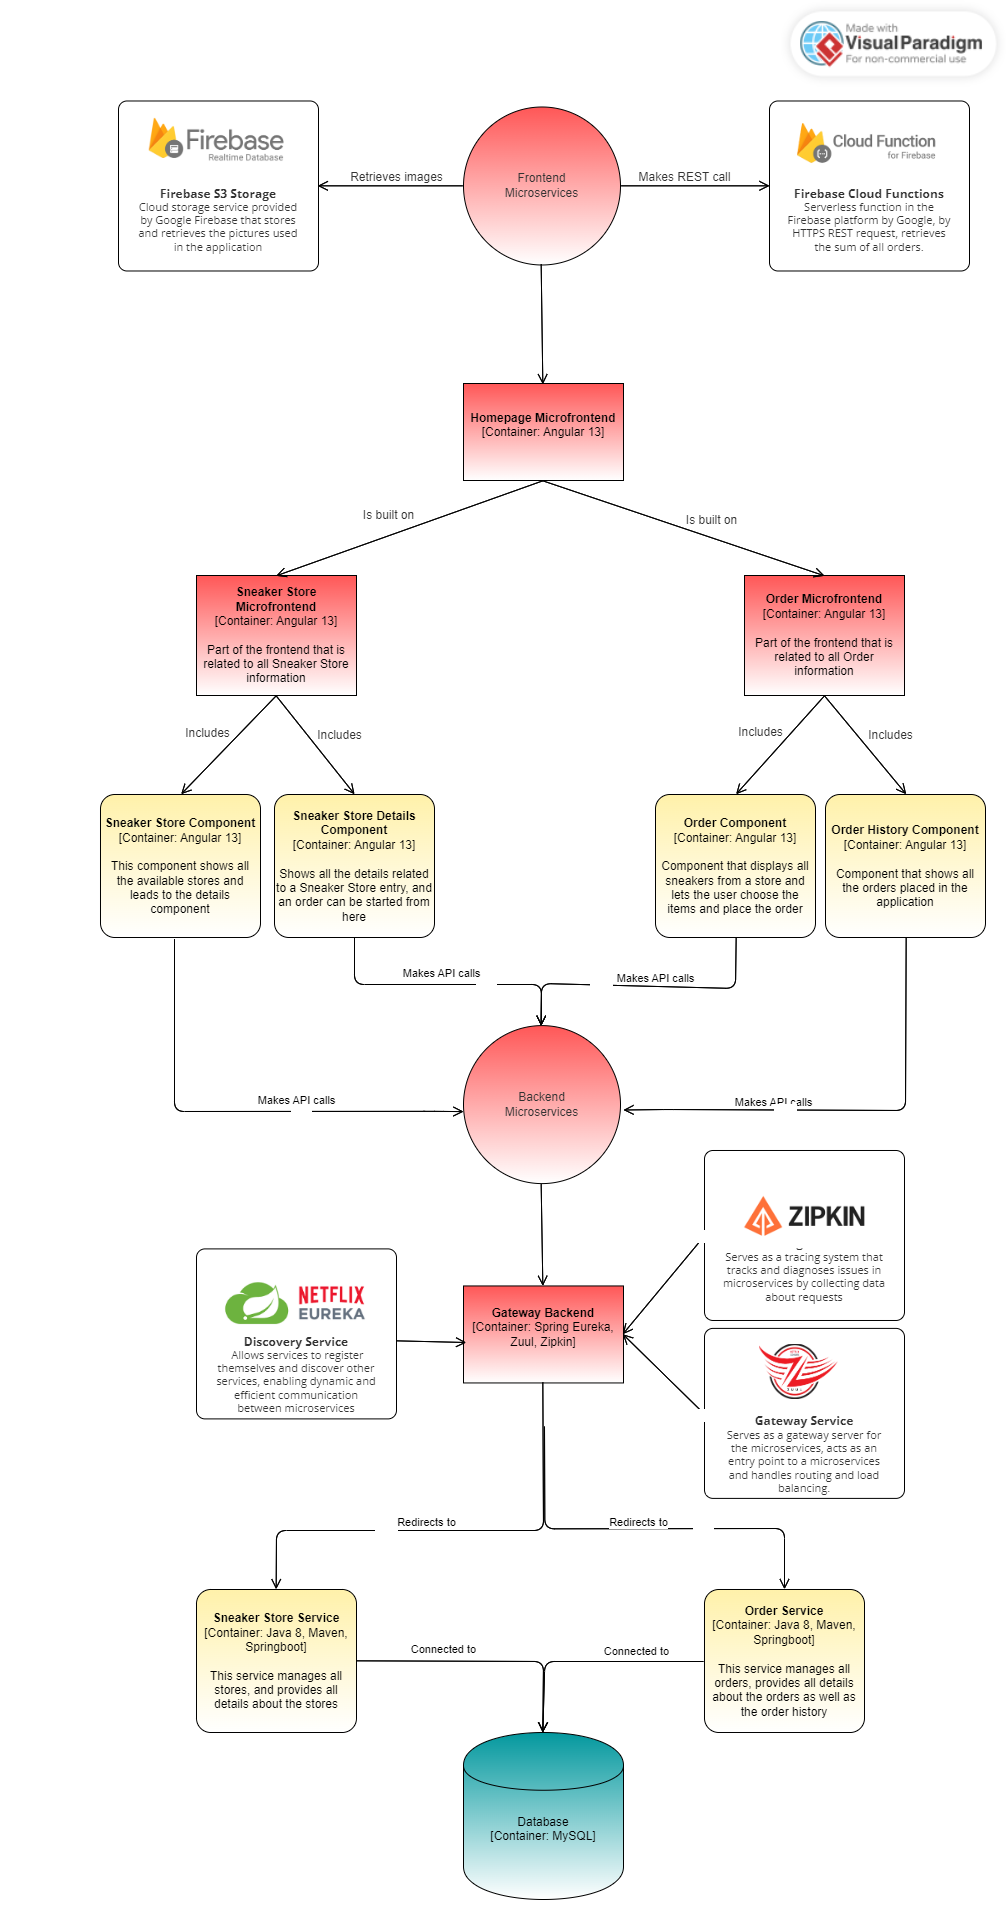 Made with
Visual Paradigm
For non-commercial use
Firebase
Realtime Database
Firebase S3 Storage
Cloud storage service provided
by Google Firebase that stores
and retrieves the pictures used
in the application
Retrieves images
Frontend
Microservices
Makes REST call
Cloud Function
for Firebase
Firebase Cloud Functions
Serverless function in the
Firebase platform by Google, by
HTTPS REST request, retrieves
the sum of all orders.
Homepage Microfrontend
[Container: Angular 13]
Is built on
Is built on
Sneaker Store
Microfrontend
[Container: Angular 13]
Part of the frontend that is
related to all Sneaker Store
information
Order Microfrontend
[Container: Angular 13]
Part of the frontend that is
related to all Order
information
Includes
Includes
Includes
Includes
Sneaker Store Component
[Container: Angular 13]
This component shows all
the available stores and
leads to the details
component
Sneaker Store Details
Component
[Container: Angular 13]
Shows all the details related
to a Sneaker Store entry, and
an order can be started from
here
Order Component
[Container: Angular 13]
Component that displays all
sneakers from a store and
lets the user choose the
items and place the order
Order History Component
[Container: Angular 13]
Component that shows all
the orders placed in the
application
Makes API calls
Makes API calls
Makes API calls
Backend
Microservices
Makes API calls
ZIPKIN
Serves as a tracing system that
tracks and diagnoses issues in
microservices by collecting data
about requests
NETFLIX
EUREKA
Discovery Service
Allows services to register
themselves and discover other
services, enabling dynamic and
efficient communication
between microservices
Gateway Backend
[Container: Spring Eureka,
Zuul, Zipkin]
ZUUL
Gateway Service
Serves as a gateway server for
the microservices, acts as an
entry point to a microservices
and handles routing and load
balancing.
Redirects to
Redirects to
Sneaker Store Service
[Container: Java 8, Maven,
Springboot]
This service manages all
stores, and provides all
details about the stores
Connected to
Connected to
Order Service
[Container: Java 8, Maven,
Springboot]
This service manages all
orders, provides all details
about the orders as well as
the order history
Database
[Container: MySQL]